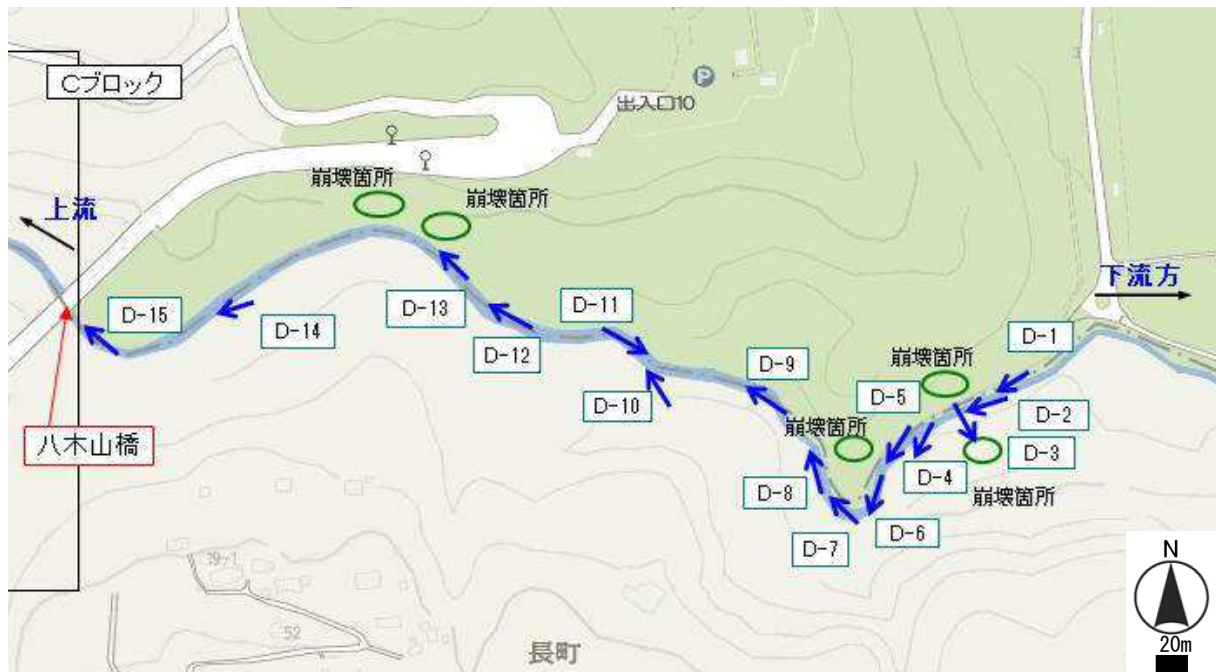 Cブロック
出入口10
崩壊箇所
崩壊箇所
上流
下流方
D-15
D-14
D-13
D-12
D-11
D-10
D-9
D-1
崩壊箇所
D-5
D-2
崩壊箇所
D-3
D-4
崩壊箇所
D-8
D-6
D-7
八木山橋
52
長町
N
20m
P